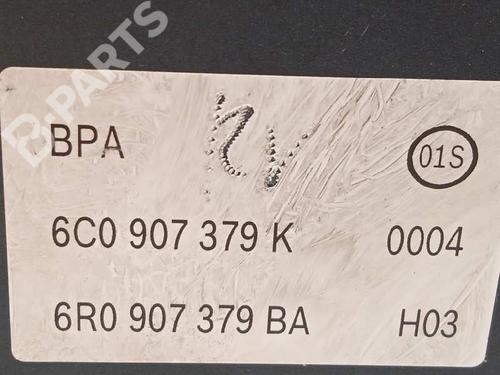 B-PARTS
BPA 01S
6C0 907 379 K 0004
6R0 907 379 BA H03